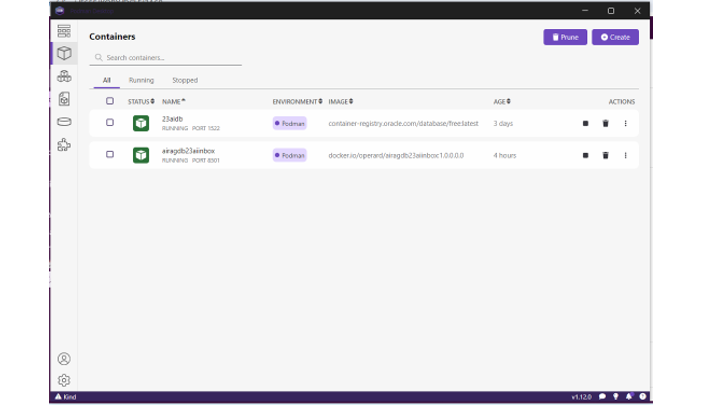 Containers
Prune
Create
Search containers...
All
Running
Stopped
STATUS NAME ENVIRONMENT IMAGE AGE ACTIONS
23aidb
RUNNING PORT 1522
Podman
container-registry.oracle.com/database/free:latest
3 days
airagdb23aiinbox
RUNNING PORT 8501
Podman
docker.io/operard/airagdb23aiinbox:1.0.0.0.0
4 hours
Kind
v1.12.0